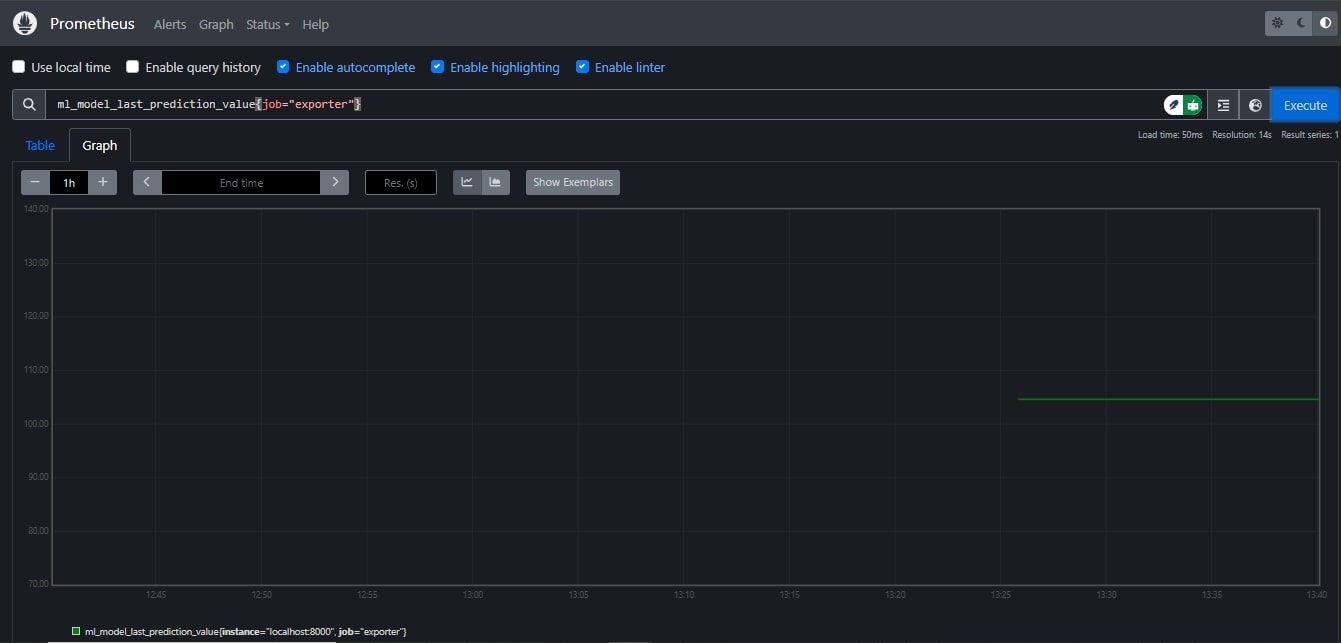 Prometheus Alerts Graph Status Help
Use local time Enable query history Enable autocomplete Enable highlighting Enable linter
ml_model_last_prediction_value{job="exporter"} Execute
Load time: 50ms Resolution: 14s Result series: 1
Table Graph
1h End time Res. (s) Show Exemplars
140.00
130.00
120.00
110.00
100.00
90.00
80.00
70.00
12:45 12:50 12:55 13:00 13:05 13:10 13:15 13:20 13:25 13:30 13:35 13:40
ml_model_last_prediction_value{instance="localhost:8000", job="exporter"}